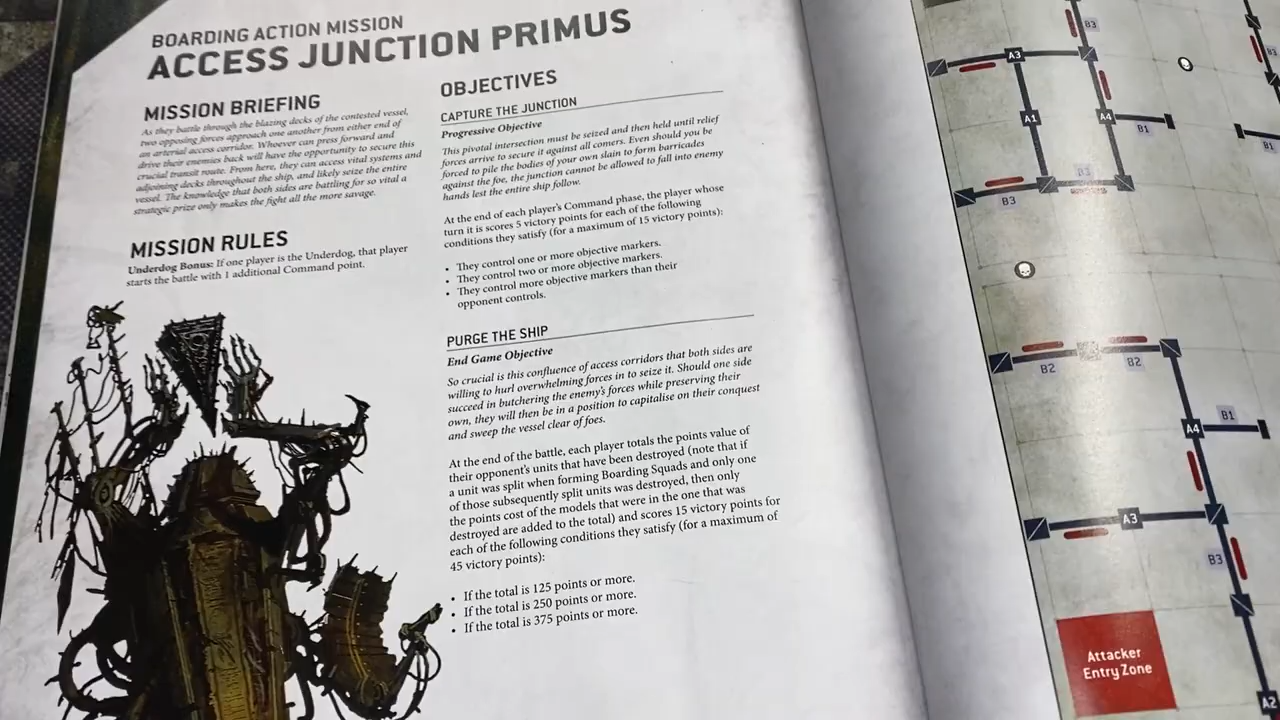 BOARDING ACTION MISSION
ACCESS JUNCTION PRIMUS
MISSION BRIEFING
As they battle through the blazing decks of the contested vessel,
two opposing forces approach one another from either end of
an arterial access corridor. Whoever can press forward and
drive their enemies back will have the opportunity to secure this
crucial transit route. From here, they can access vital systems and
adjoining decks throughout the ship, and likely seize the entire
vessel. The knowledge that both sides are battling for so vital a
strategic prize only makes the fight all the more savage.
MISSION RULES
Underdog Bonus: If one player is the Underdog, that player
starts the battle with 1 additional Command point.
OBJECTIVES
CAPTURE THE JUNCTION
Progressive Objective
This pivotal intersection must be seized and then held until relief
forces arrive to secure it against all comers. Even should you be
forced to pile the bodies of your own slain to form barricades
against the foe, the junction cannot be allowed to fall into enemy
hands lest the entire ship follow.
At the end of each player's Command phase, the player whose
turn it is scores 5 victory points for each of the following
conditions they satisfy (for a maximum of 15 victory points):
• They control one or more objective markers.
• They control two or more objective markers.
• They control more objective markers than their
opponent controls.
PURGE THE SHIP
End Game Objective
So crucial is this confluence of access corridors that both sides are
willing to hurl overwhelming forces in to seize it. Should one side
succeed in butchering the enemy's forces while preserving their
own, they will then be in a position to capitalise on their conquest
and sweep the vessel clear of foes.
At the end of the battle, each player totals the points value of
their opponent's units that have been destroyed (note that if
a unit was split when forming Boarding Squads and only one
of those subsequently split units was destroyed, then only
the points cost of the models that were in the one that was
destroyed are added to the total) and scores 15 victory points for
each of the following conditions they satisfy (for a maximum of
45 victory points):
• If the total is 125 points or more.
• If the total is 250 points or more.
• If the total is 375 points or more.
B3
A3
B1
A1
A4
B1
B1
B3
B3
B2
B2
A4
B1
A3
B3
Attacker
Entry Zone
A2